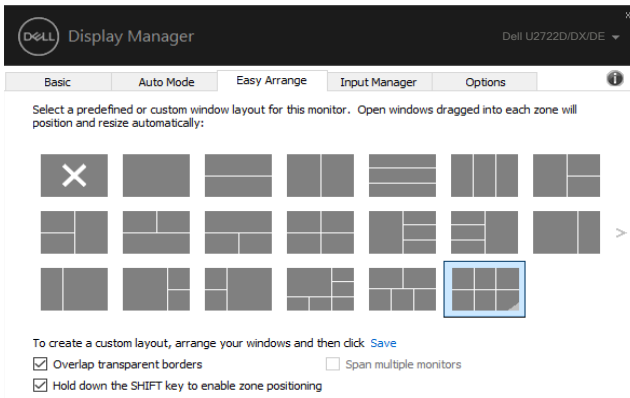 DELL Display Manager
Dell U2722D/DX/DE
Basic Auto Mode Easy Arrange Input Manager Options
Select a predefined or custom window layout for this monitor. Open windows dragged into each zone will
position and resize automatically:
To create a custom layout, arrange your windows and then click Save
Overlap transparent borders
Span multiple monitors
Hold down the SHIFT key to enable zone positioning